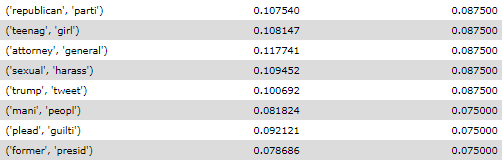 ('republican', 'parti') 0.107540 0.087500
('teenag', 'girl') 0.108147 0.087500
('attorney', 'general') 0.117741 0.087500
('sexual', 'harass') 0.109452 0.087500
('trump', 'tweet') 0.100692 0.087500
('mani', 'peopl') 0.081824 0.075000
('plead', 'guilti') 0.092121 0.075000
('former', 'presid') 0.078686 0.075000